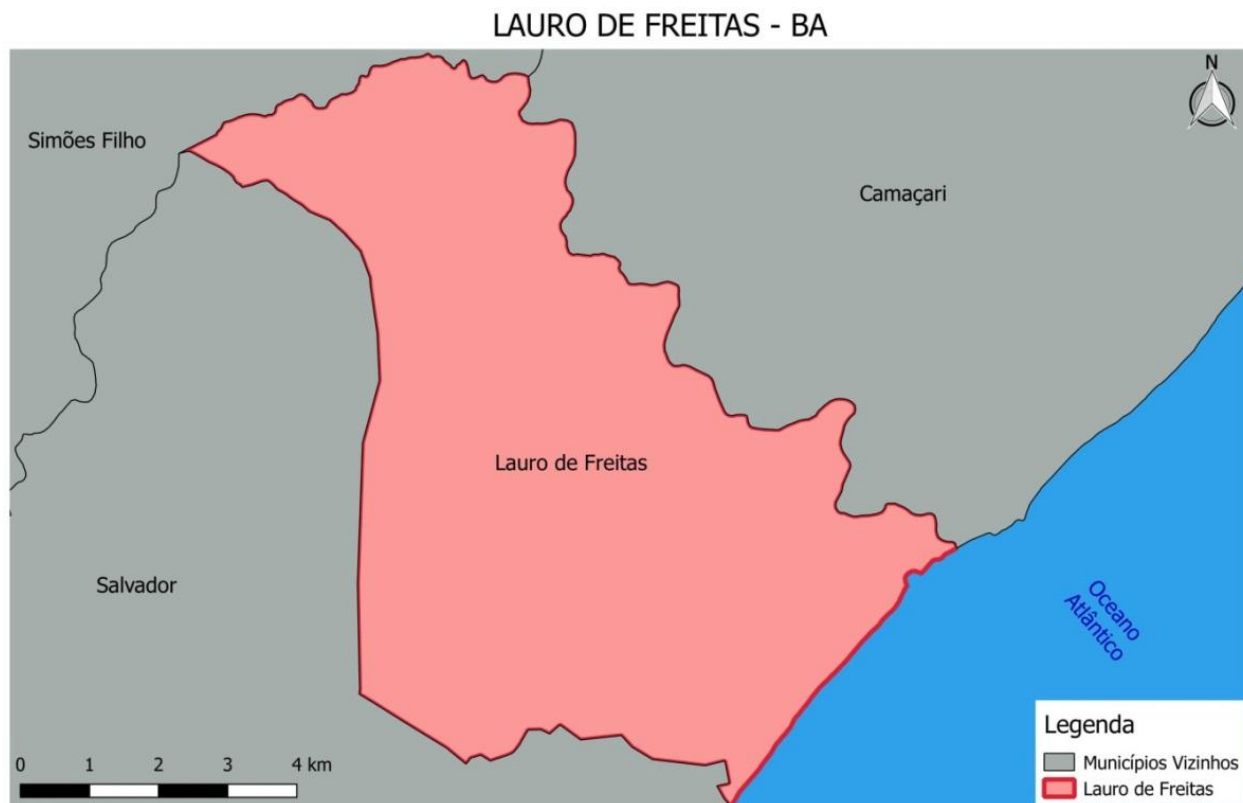 LAURO DE FREITAS - BA
N
Simões Filho
Camaçari
Lauro de Freitas
Salvador
Oceano
Atlântico
Legenda
Municípios Vizinhos
Lauro de Freitas
0 1 2 3 4 km